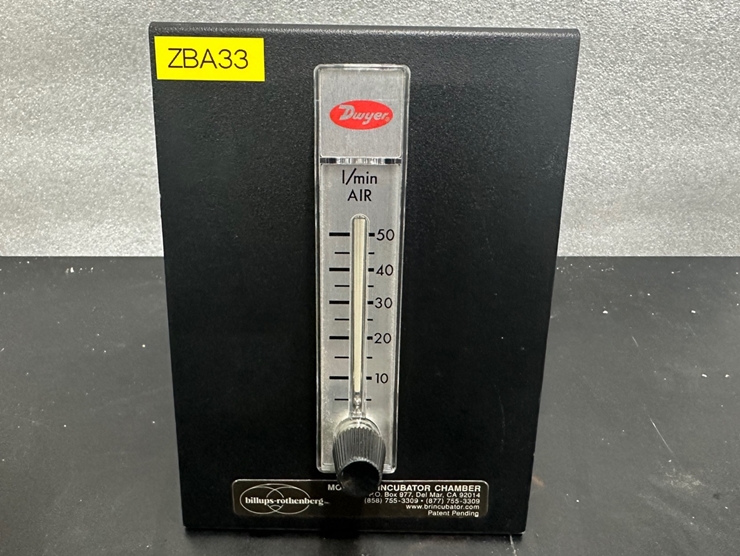 ZBA33
Dwyer
l/min
AIR
50
40
30
20
10
billups-rothenberg inc.
INCUBATOR CHAMBER
P.O. Box 977, Del Mar, CA 92014
(858) 755-3309 • (877) 755-3309
www.brincubator.com
Patent Pending